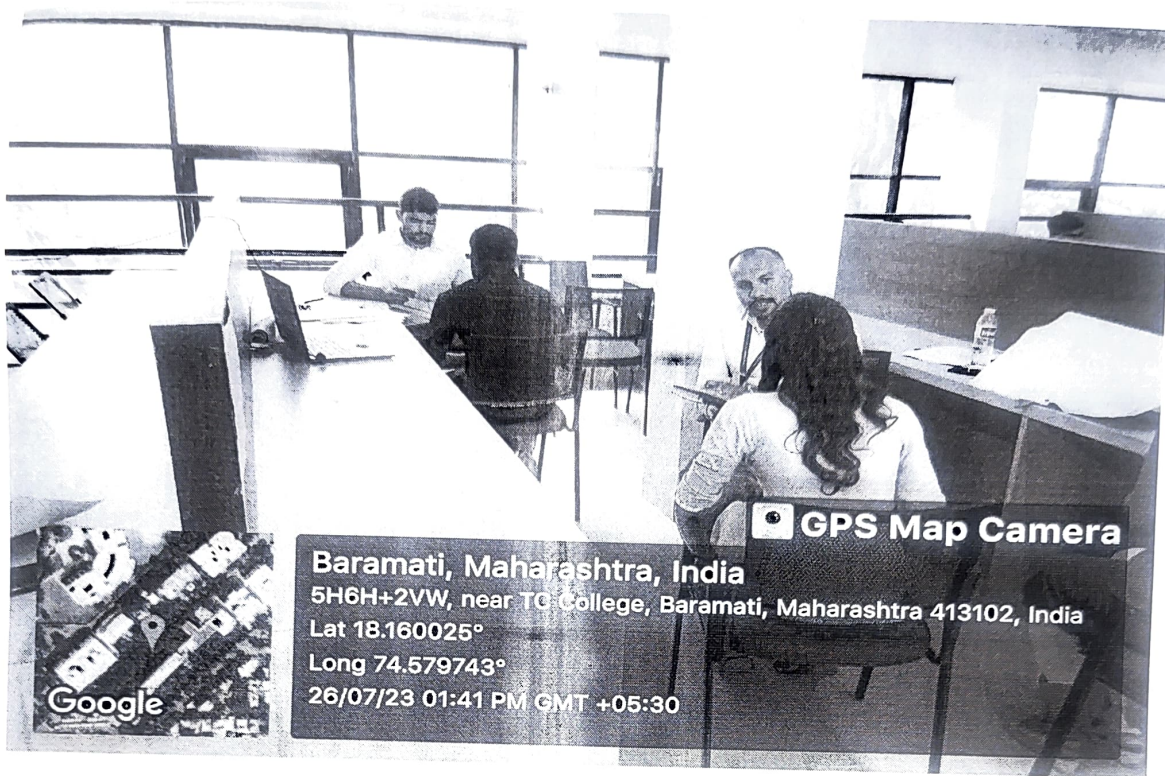 GPS Map Camera
Baramati, Maharashtra, India
5H6H+2VW, near TC College, Baramati, Maharashtra 413102, India
Lat 18.160025°
Long 74.579743°
26/07/23 01:41 PM GMT +05:30
Google